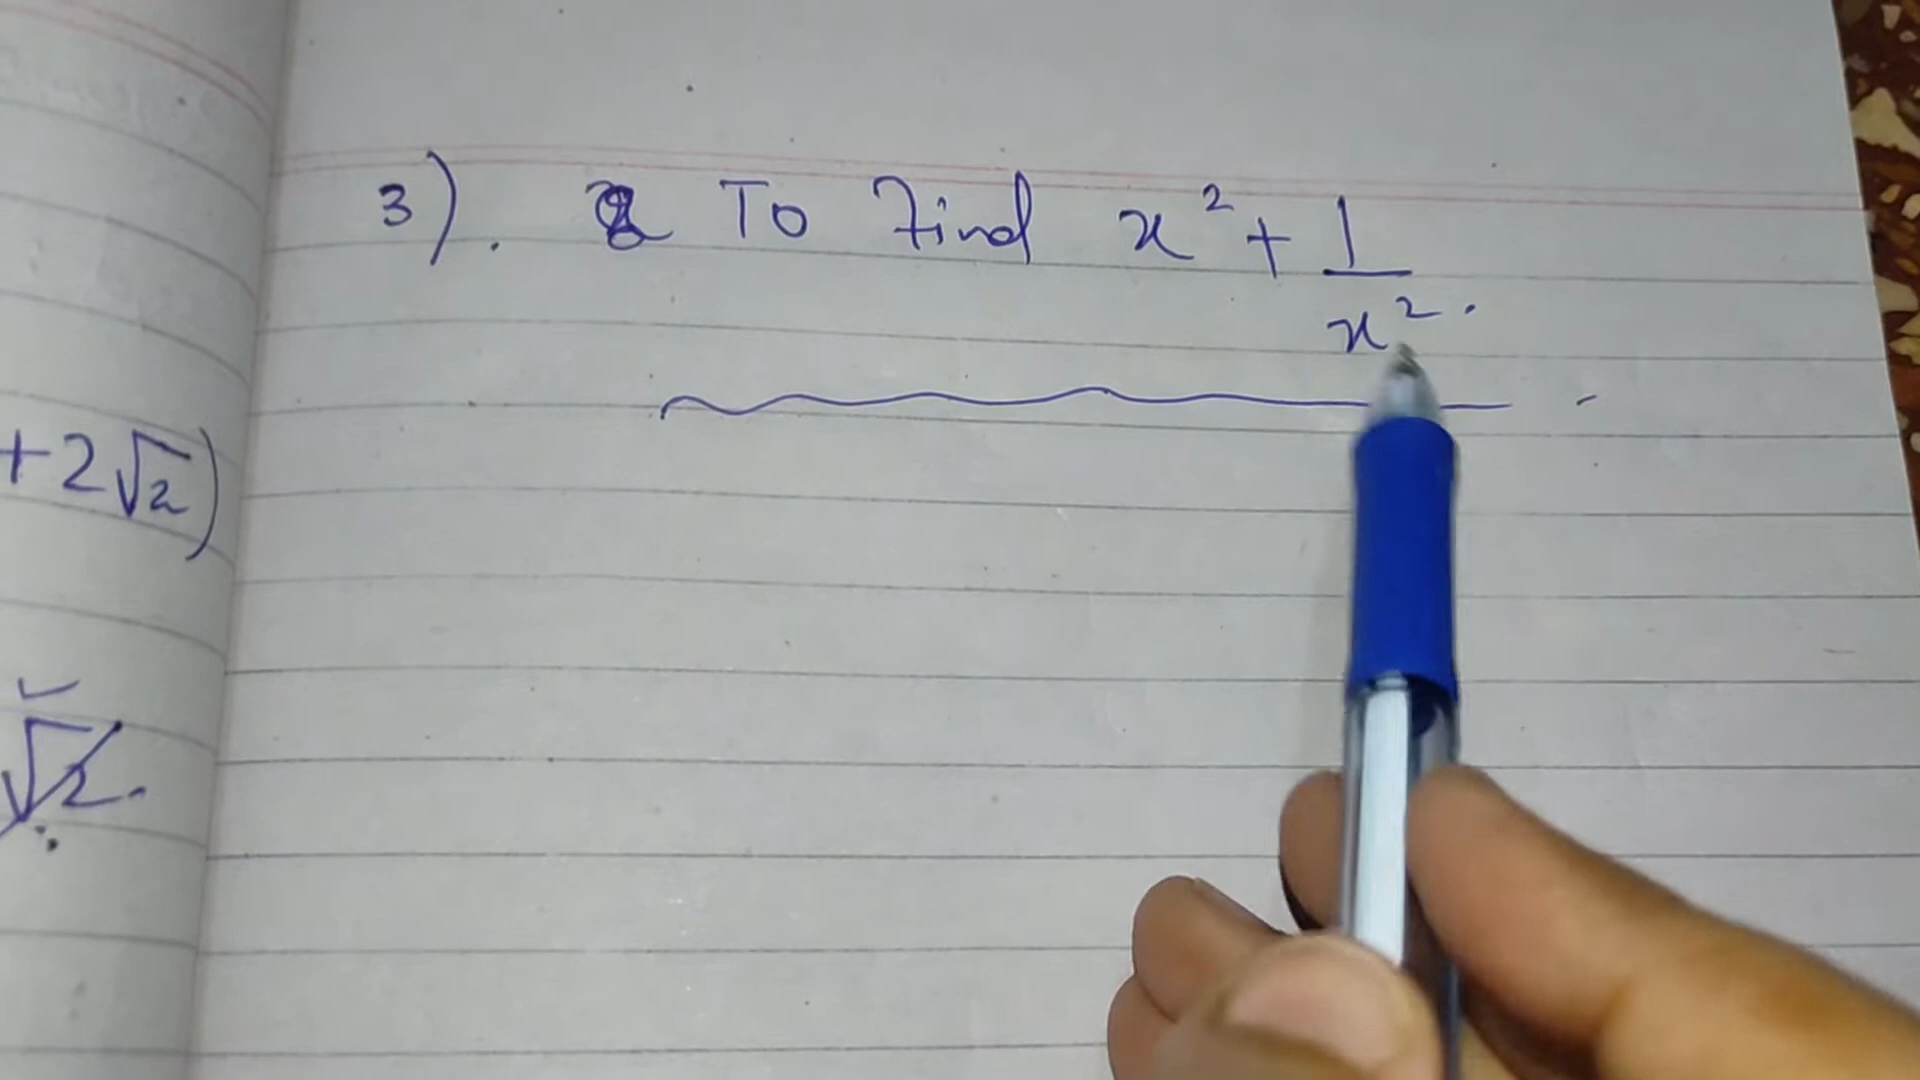 3). To Find x² + 1/x².
+2√2)
√2.